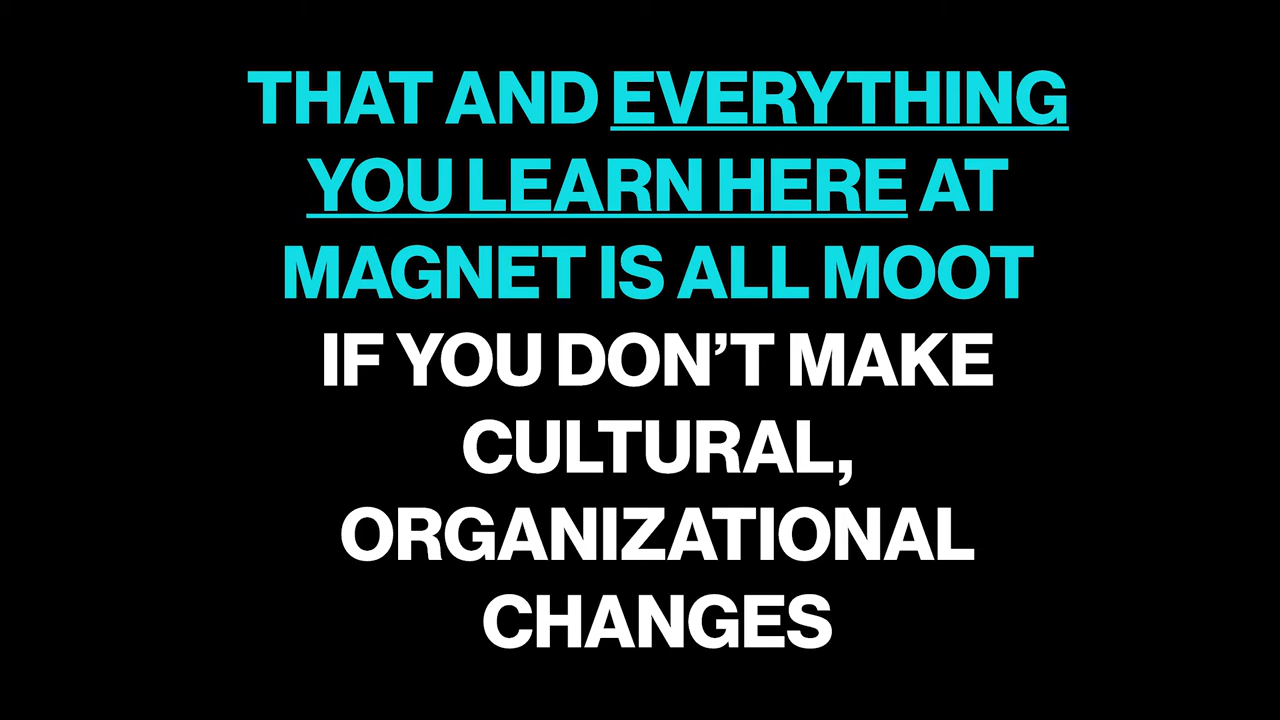 THAT AND EVERYTHING
YOU LEARN HERE AT
MAGNET IS ALL MOOT
IF YOU DON’T MAKE
CULTURAL,
ORGANIZATIONAL
CHANGES